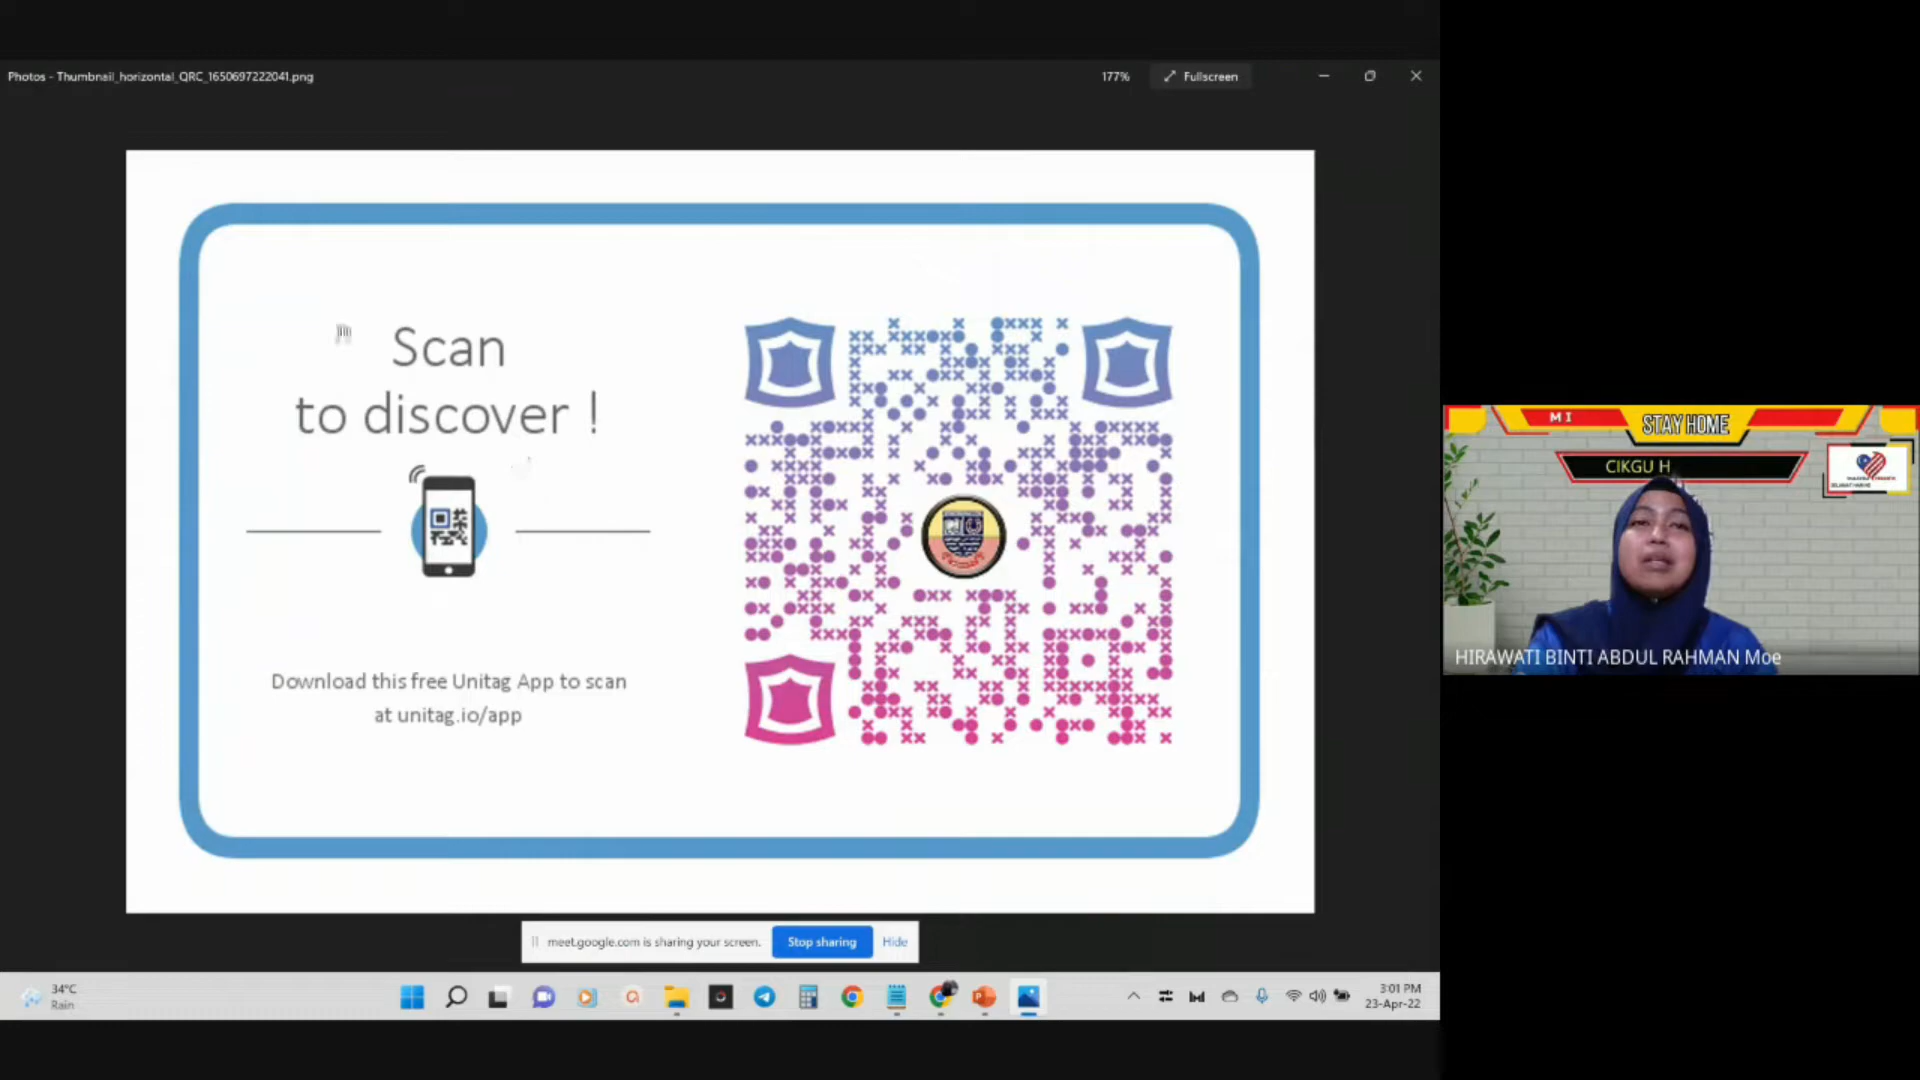 Photos - Thumbnail_horizontal_QRC_1650697222041.png
177%
Fullscreen
Scan
to discover !
Download this free Unitag App to scan
at unitag.io/app
meet.google.com is sharing your screen.
Stop sharing
Hide
34°C
Rain
3:01 PM
23-Apr-22
M I
STAY HOME
CIKGU H
HIRAWATI BINTI ABDUL RAHMAN Moe